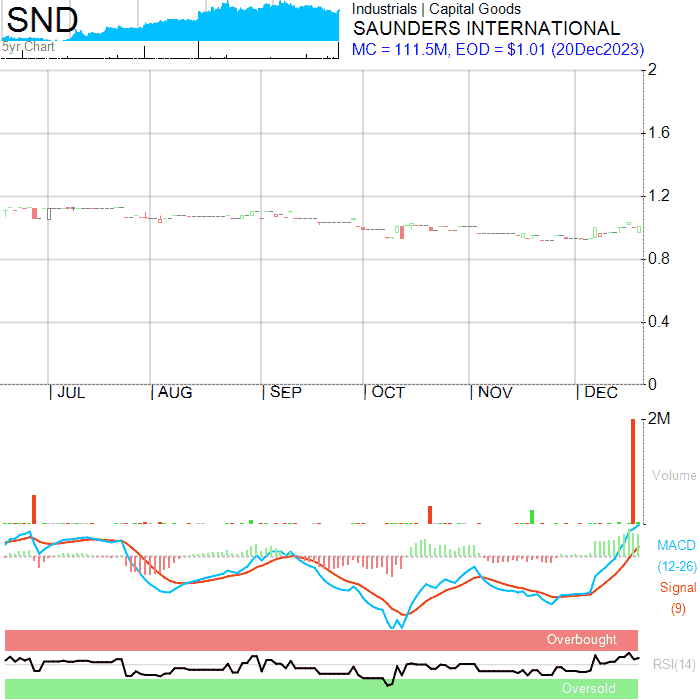 SND
5yr Chart
Industrials | Capital Goods
SAUNDERS INTERNATIONAL
MC = 111.5M, EOD = $1.01 (20Dec2023)
2
1.6
1.2
0.8
0.4
0
| JUL | AUG | SEP | OCT | NOV | DEC
2M
Volume
MACD
(12-26)
Signal
(9)
Overbought
RSI(14)
Oversold